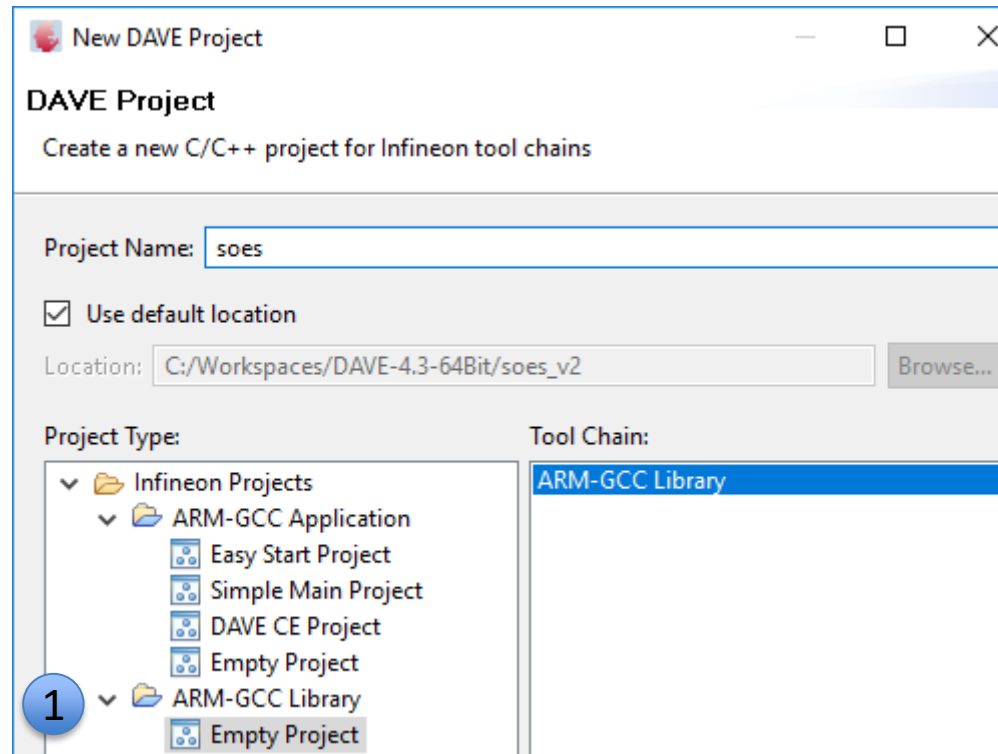 New DAVE Project
DAVE Project
Create a new C/C++ project for Infineon tool chains
Project Name: soes
Use default location
Location: C:/Workspaces/DAVE-4.3-64Bit/soes_v2 Browse...
Project Type: Tool Chain:
Infineon Projects ARM-GCC Library
ARM-GCC Application
Easy Start Project
Simple Main Project
DAVE CE Project
Empty Project
1 ARM-GCC Library
Empty Project